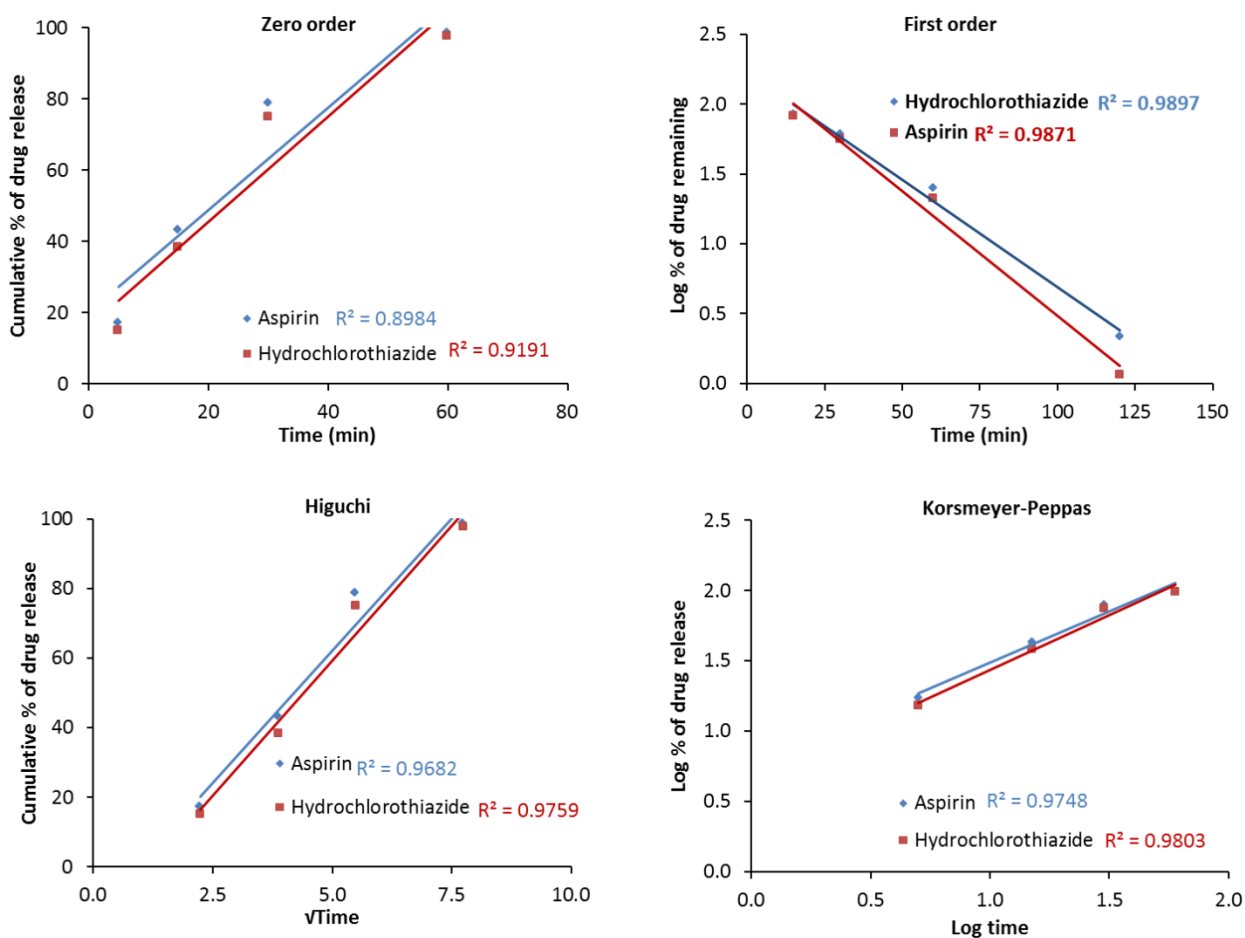 Zero order
Cumulative % of drug release
100
80
60
40
20
0
Aspirin R² = 0.8984
Hydrochlorothiazide R² = 0.9191
0 20 40 60 80
Time (min)
First order
Log % of drug remaining
2.5
2.0
1.5
1.0
0.5
0.0
Hydrochlorothiazide R² = 0.9897
Aspirin R² = 0.9871
0 25 50 75 100 125 150
Time (min)
Higuchi
Cumulative % of drug release
100
80
60
40
20
0
Aspirin R² = 0.9682
Hydrochlorothiazide R² = 0.9759
0.0 2.5 5.0 7.5 10.0
√Time
Korsmeyer-Peppas
Log % of drug release
2.5
2.0
1.5
1.0
0.5
0.0
Aspirin R² = 0.9748
Hydrochlorothiazide R² = 0.9803
0.0 0.5 1.0 1.5 2.0
Log time